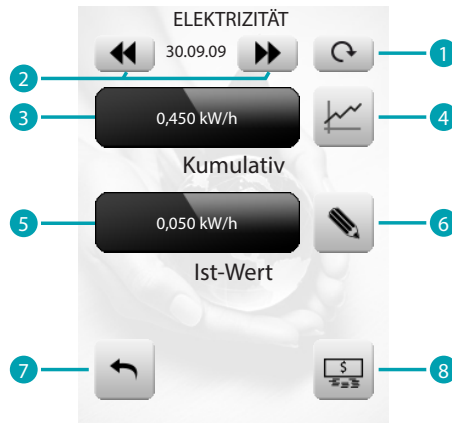 ELEKTRIZITÄT
30.09.09
1
2
3
0,450 kW/h
4
Kumulativ
5
0,050 kW/h
6
Ist-Wert
7
$
8